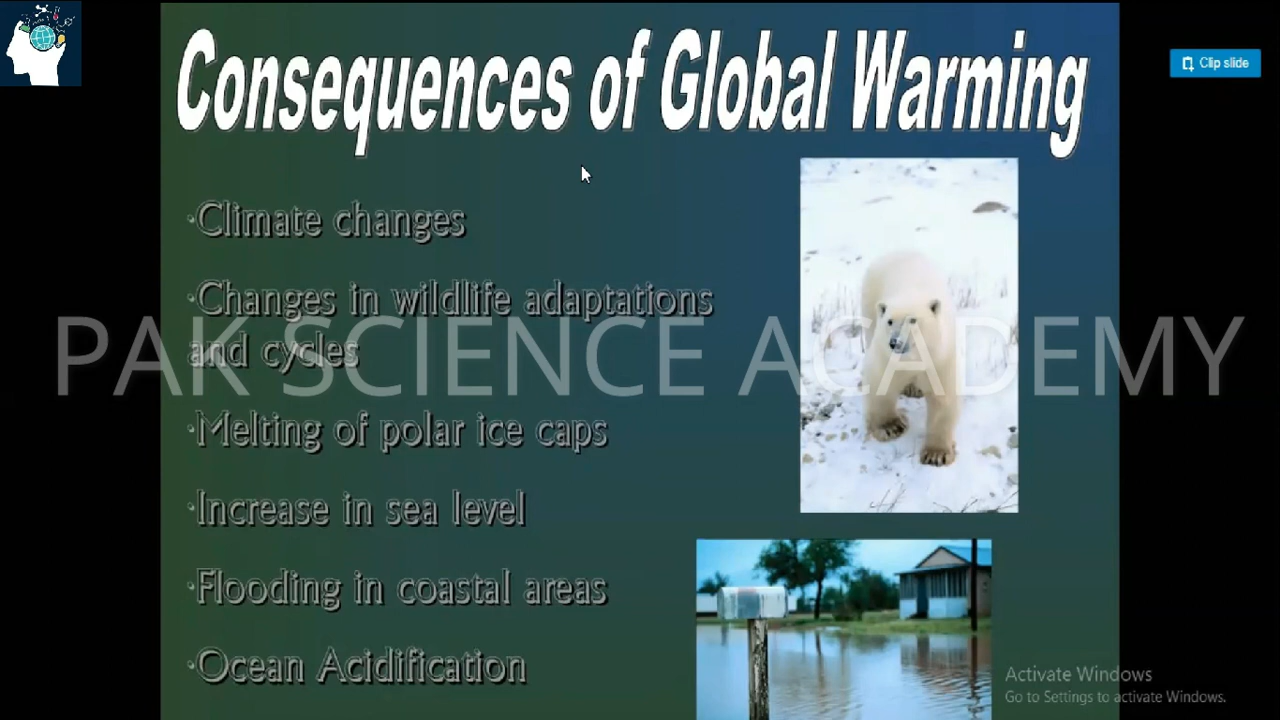 Consequences of Global Warming
Clip slide
·Climate changes
·Changes in wildlife adaptations
and cycles
PAK SCIENCE ACADEMY
·Melting of polar ice caps
·Increase in sea level
·Flooding in coastal areas
·Ocean Acidification
Activate Windows
Go to Settings to activate Windows.